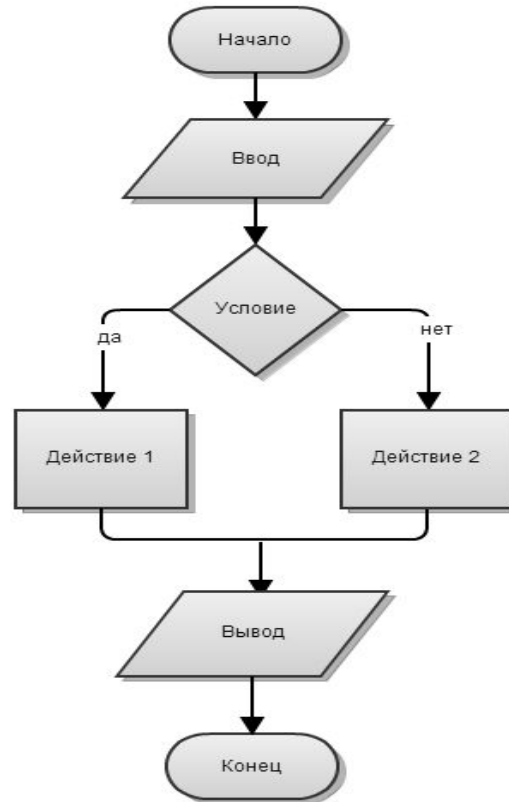 Начало
Ввод
Условие
да
нет
Действие 1
Действие 2
Вывод
Конец